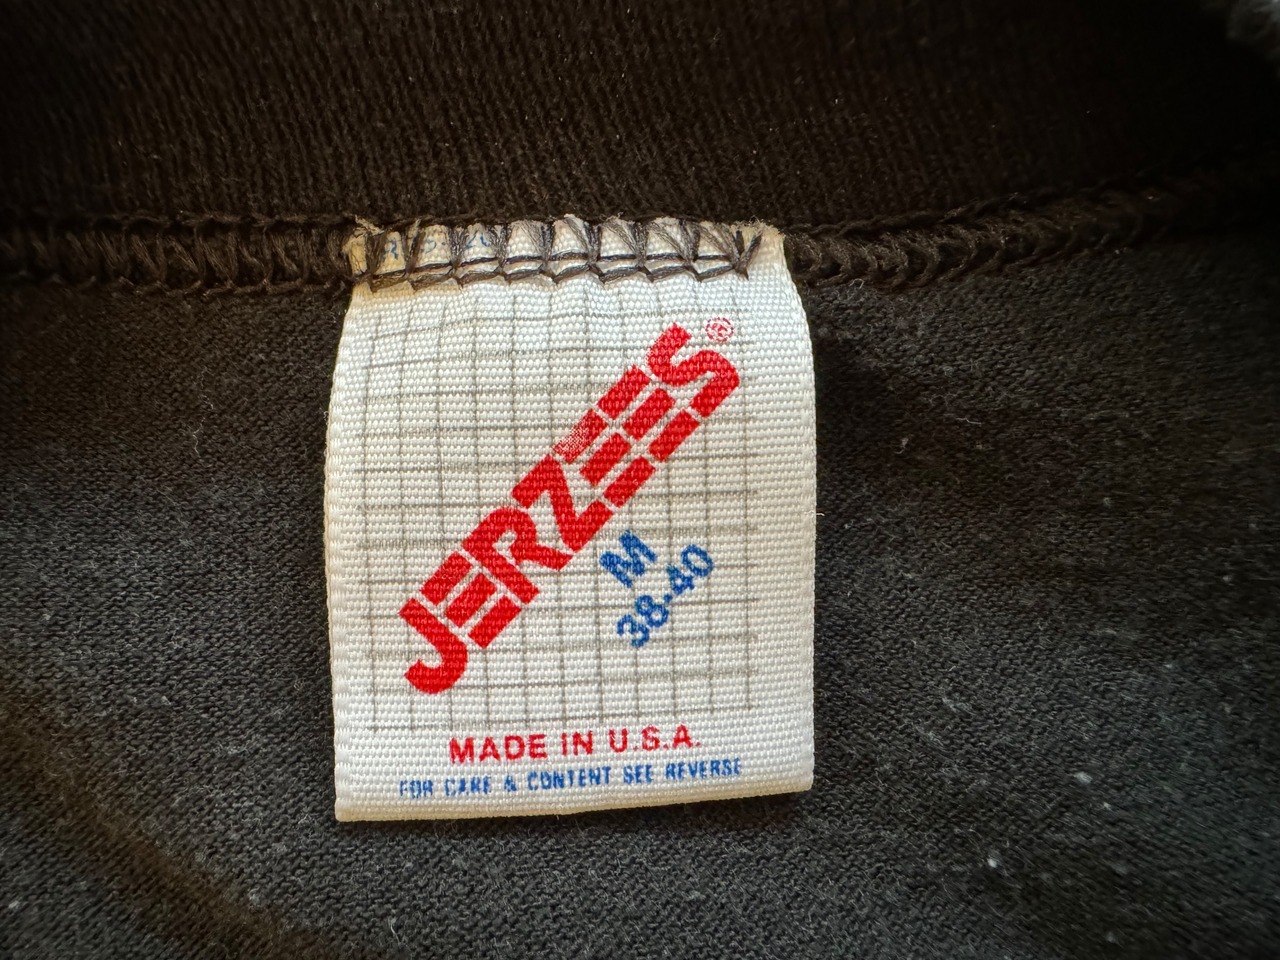 JERZEES®
M
38-40
MADE IN U.S.A.
FOR CARE & CONTENT SEE REVERSE